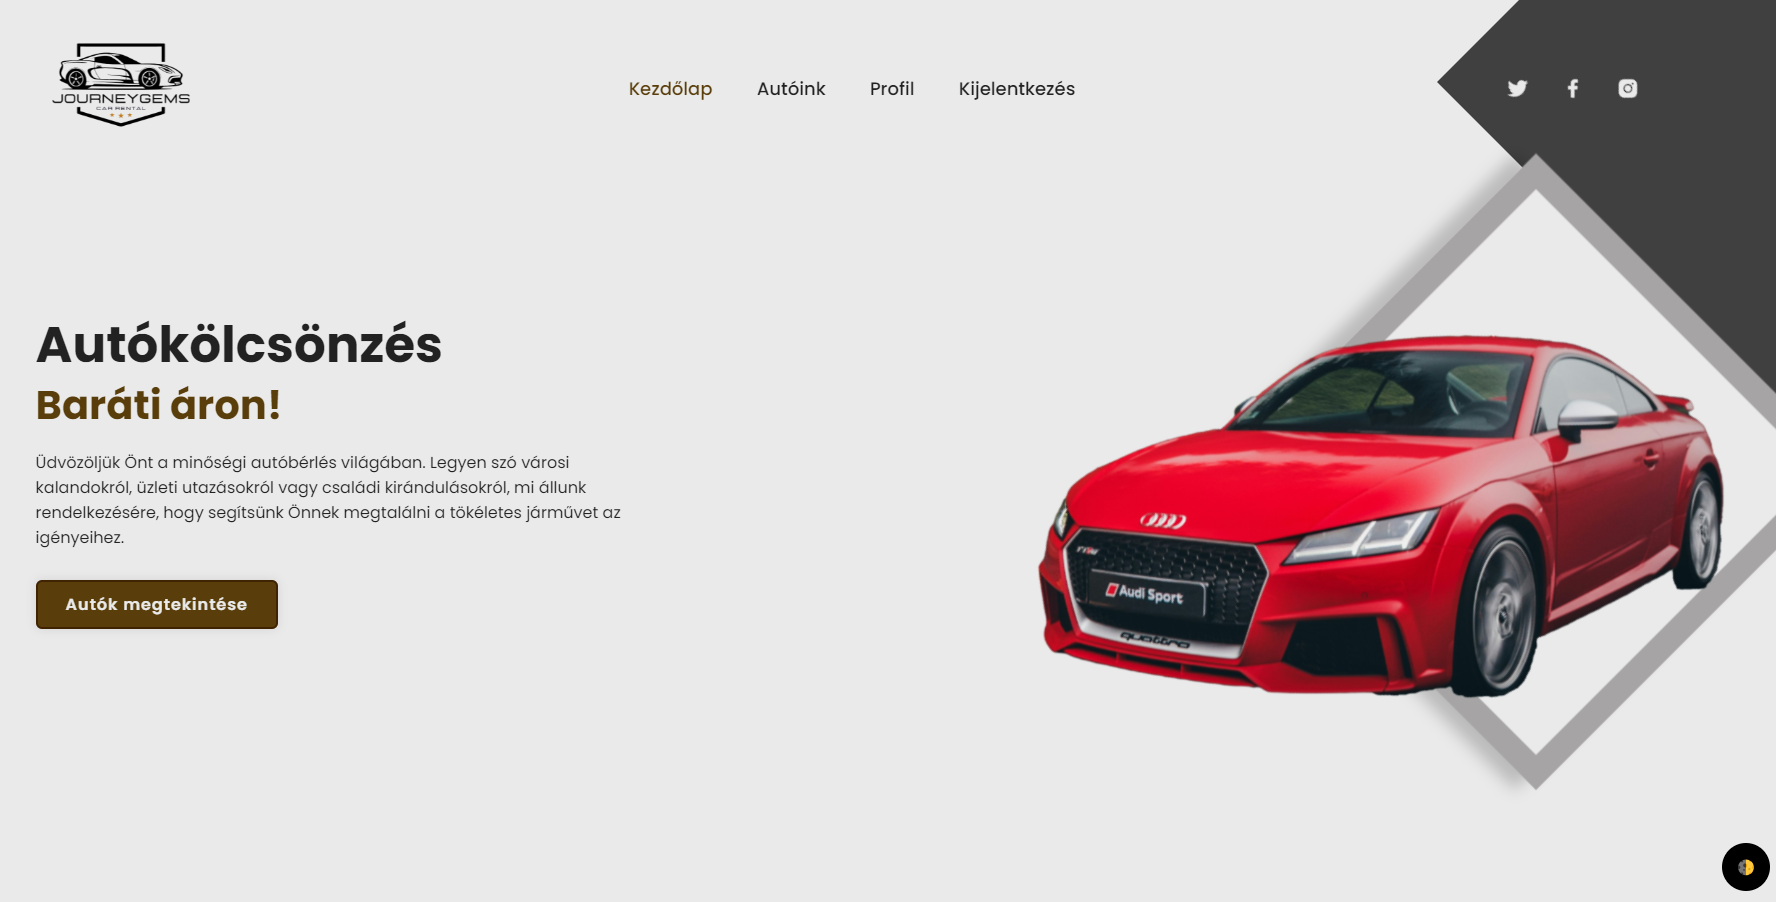 JOURNEYGEMS
CAR RENTAL
Kezdőlap
Autóink
Profil
Kijelentkezés
Autókölcsönzés
Baráti áron!
Üdvözöljük Önt a minőségi autóbérlés világában. Legyen szó városi
kalandokról, üzleti utazásokról vagy családi kirándulásokról, mi állunk
rendelkezésére, hogy segítsünk Önnek megtalálni a tökéletes járművet az
igényeihez.
Autók megtekintése
Audi Sport
quattro